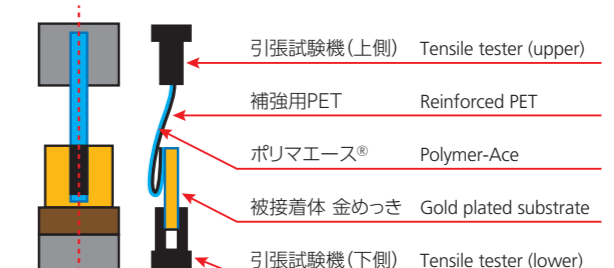 引張試験機(上側) Tensile tester (upper)
補強用PET Reinforced PET
ポリマエース® Polymer-Ace
被接着体 金めっき Gold plated substrate
引張試験機(下側) Tensile tester (lower)